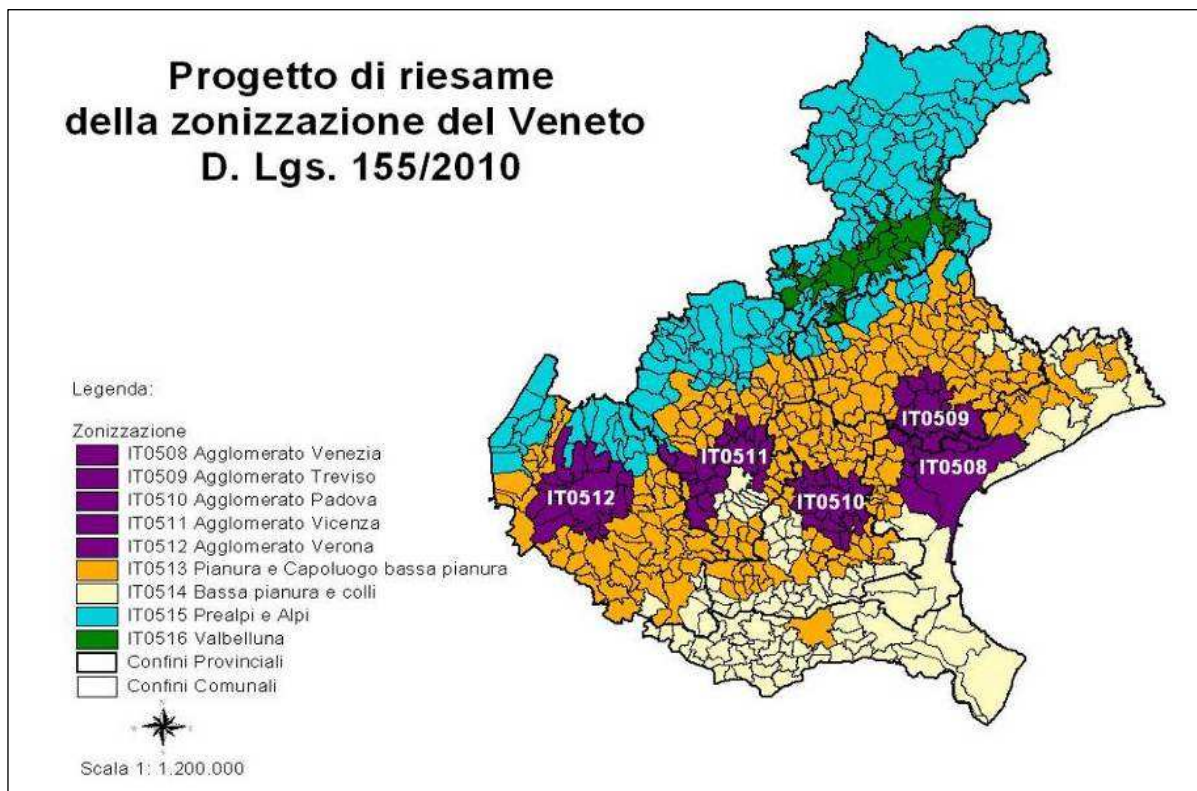 Progetto di riesame
della zonizzazione del Veneto
D. Lgs. 155/2010
Legenda:
Zonizzazione
IT0508 Agglomerato Venezia
IT0509 Agglomerato Treviso
IT0510 Agglomerato Padova
IT0511 Agglomerato Vicenza
IT0512 Agglomerato Verona
IT0513 Pianura e Capoluogo bassa pianura
IT0514 Bassa pianura e colli
IT0515 Prealpi e Alpi
IT0516 Valbelluna
Confini Provinciali
Confini Comunali
Scala 1: 1.200.000
IT0509
IT0511
IT0508
IT0512
IT0510